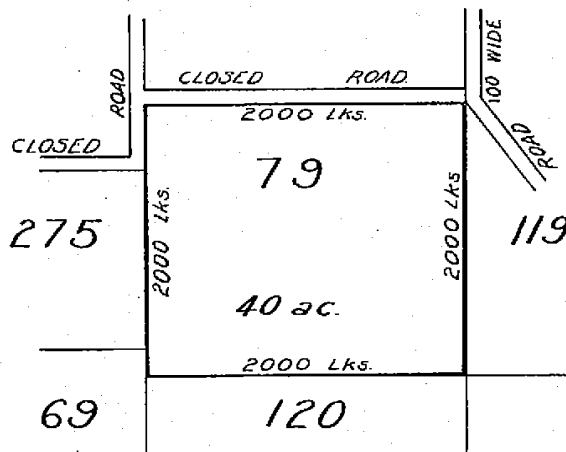 100 WIDE
ROAD
CLOSED ROAD
ROAD
2000 Lks.
CLOSED
79
2000 Lks.
2000 Lks
275
119
40 ac.
2000 Lks.
69
120